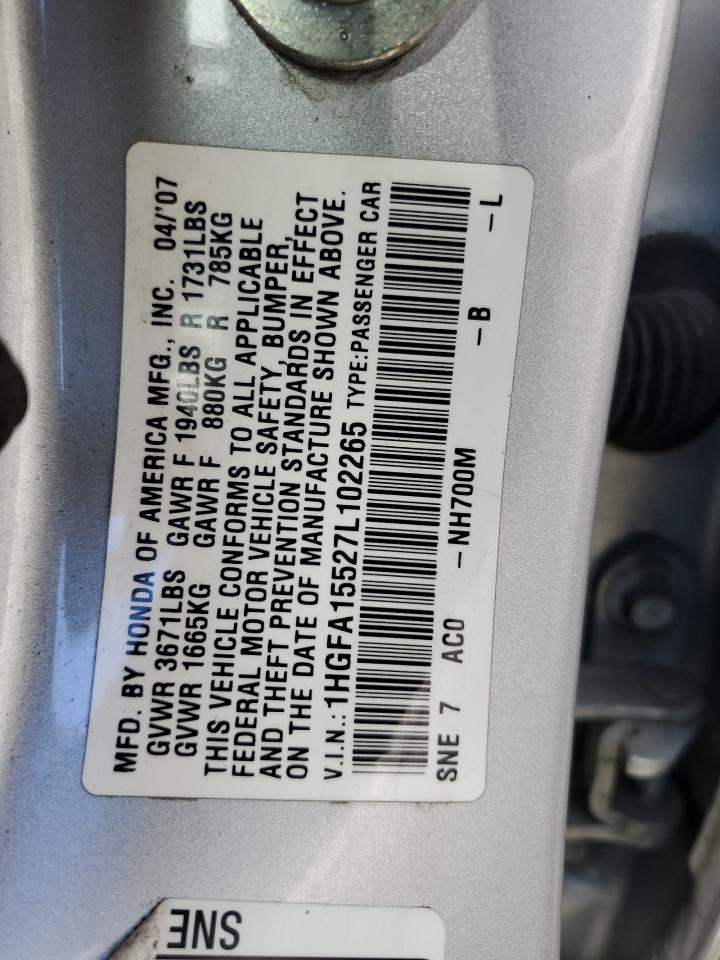 MFD. BY HONDA OF AMERICA MFG., INC. 04/'07
GVWR 3671LBS GAWR F 1940LBS R 1731LBS
GVWR 1665KG GAWR F 880KG R 785KG
THIS VEHICLE CONFORMS TO ALL APPLICABLE
FEDERAL MOTOR VEHICLE SAFETY, BUMPER,
AND THEFT PREVENTION STANDARDS IN EFFECT
ON THE DATE OF MANUFACTURE SHOWN ABOVE.
V.I.N.: 1HGFA15527L102265 TYPE:PASSENGER CAR
SNE 7 AC0 -NH700M -B -L
SNE